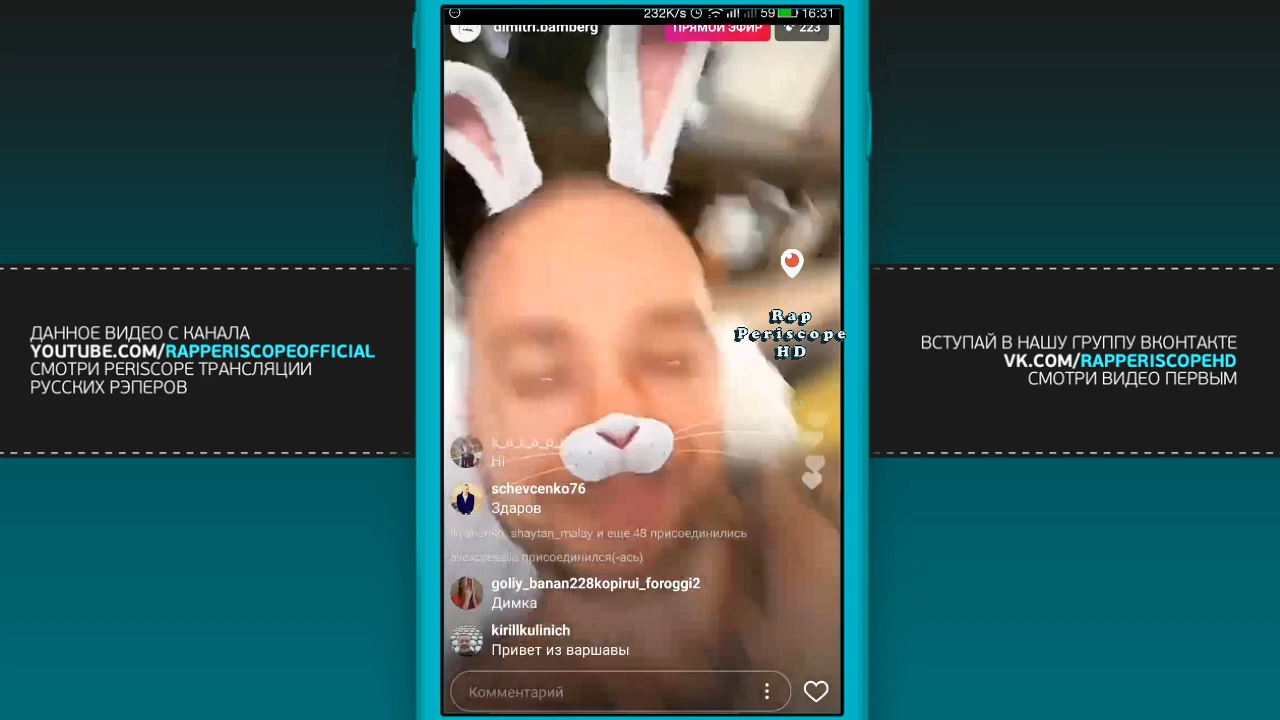 232K/s 59 16:31
dimitri.bamberg ПРЯМОЙ ЭФИР 223
ДАННОЕ ВИДЕО С КАНАЛА
YOUTUBE.COM/RAPPERISCOPEOFFICIAL
СМОТРИ PERISCOPE ТРАНСЛЯЦИИ
РУССКИХ РЭПЕРОВ
Rap
Periscope
HD
ВСТУПАЙ В НАШУ ГРУППУ ВКОНТАКТЕ
VK.COM/RAPPERISCOPEHD
СМОТРИ ВИДЕО ПЕРВЫМ
Hi
schevcenko76
Здаров
shaytan_malay и еще 48 присоединились
присоединился(-ась)
goliy_banan228kopirui_foroggi2
Димка
kirillkulinich
Привет из варшавы
Комментарий